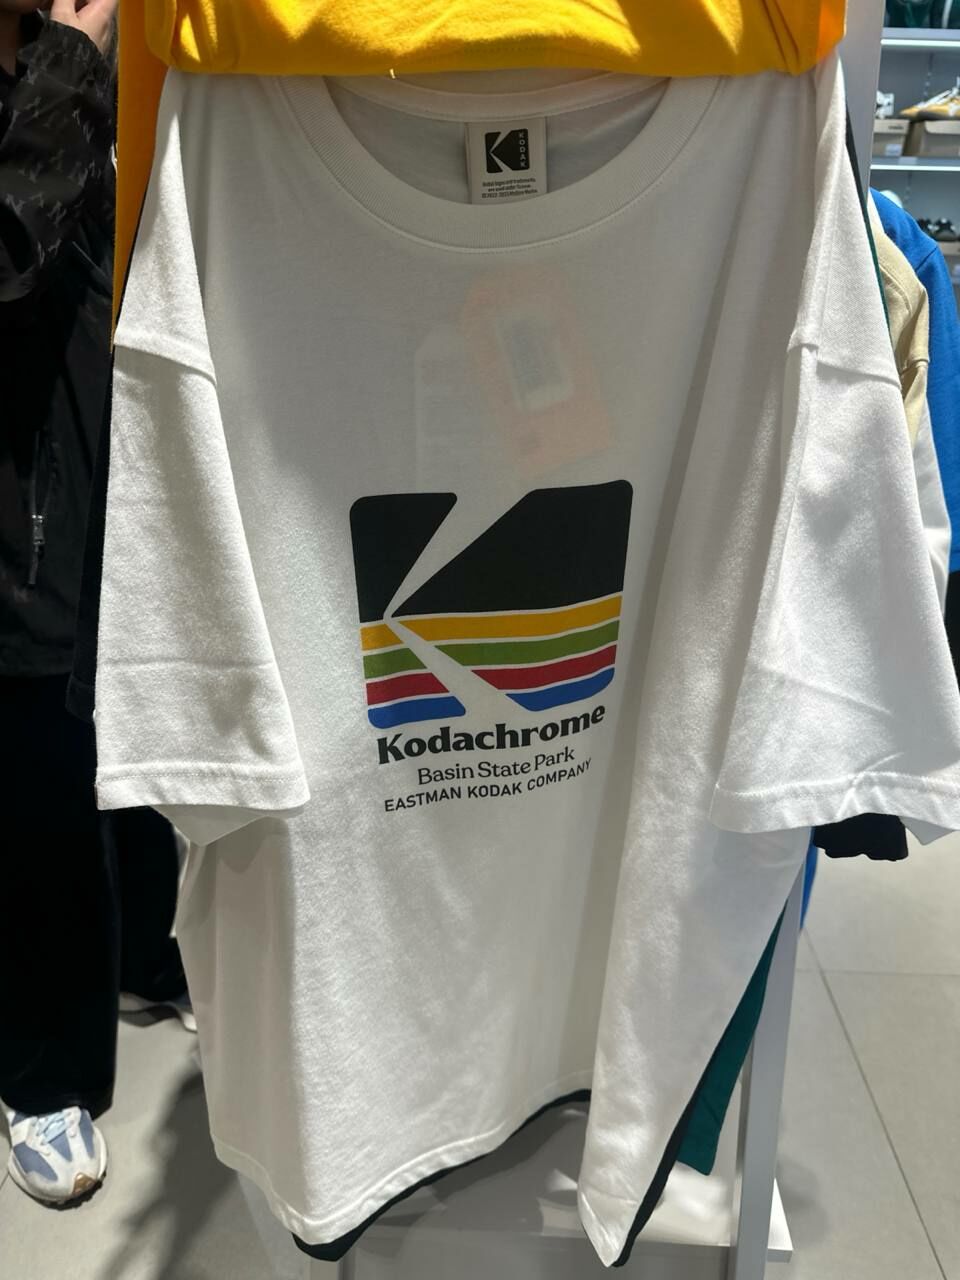 KODAK
Kodachrome
Basin State Park
EASTMAN KODAK COMPANY